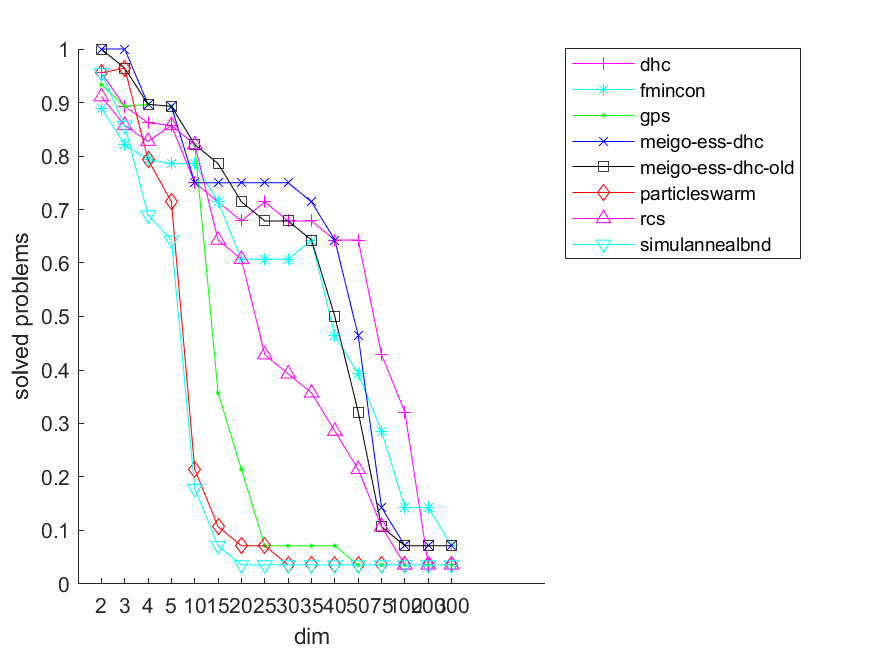 1
0.9
0.8
0.7
0.6
0.5
0.4
0.3
0.2
0.1
0
solved problems
2 3 4 5 10 15 20 25 30 35 40 50 75 100 200 300
dim
dhc
fmincon
gps
meigo-ess-dhc
meigo-ess-dhc-old
particleswarm
rcs
simulannealbnd